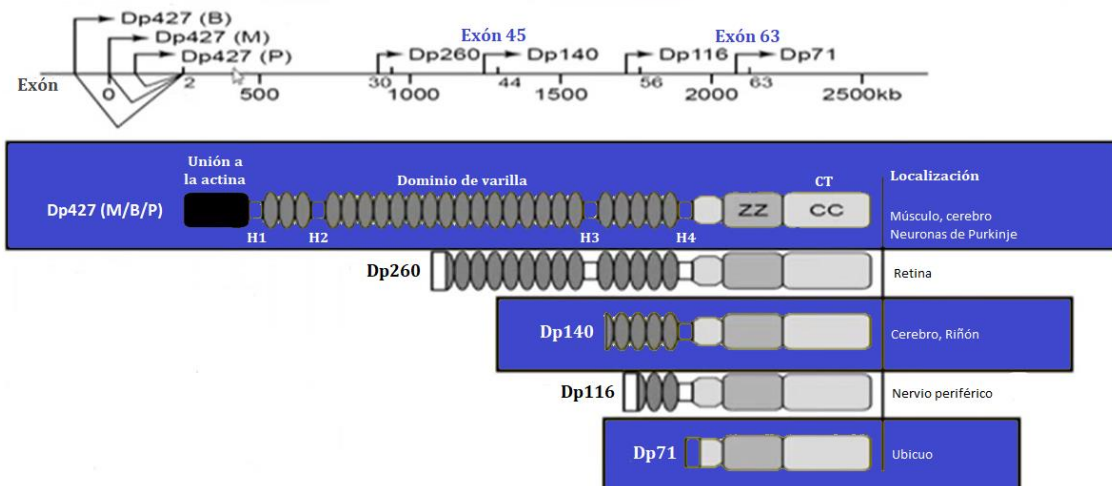 Dp427 (B)
Dp427 (M)
Dp427 (P)
Exón 45
Exón 63
Dp260
Dp140
Dp116
Dp71
Exón
2
30
44
56
63
0
500
1000
1500
2000
2500kb
Unión a
la actina
Dominio de varilla
CT
Localización
Dp427 (M/B/P)
ZZ
CC
Músculo, cerebro
Neuronas de Purkinje
H1
H2
H3
H4
Dp260
Retina
Dp140
Cerebro, Riñón
Dp116
Nervio periférico
Dp71
Ubicuo